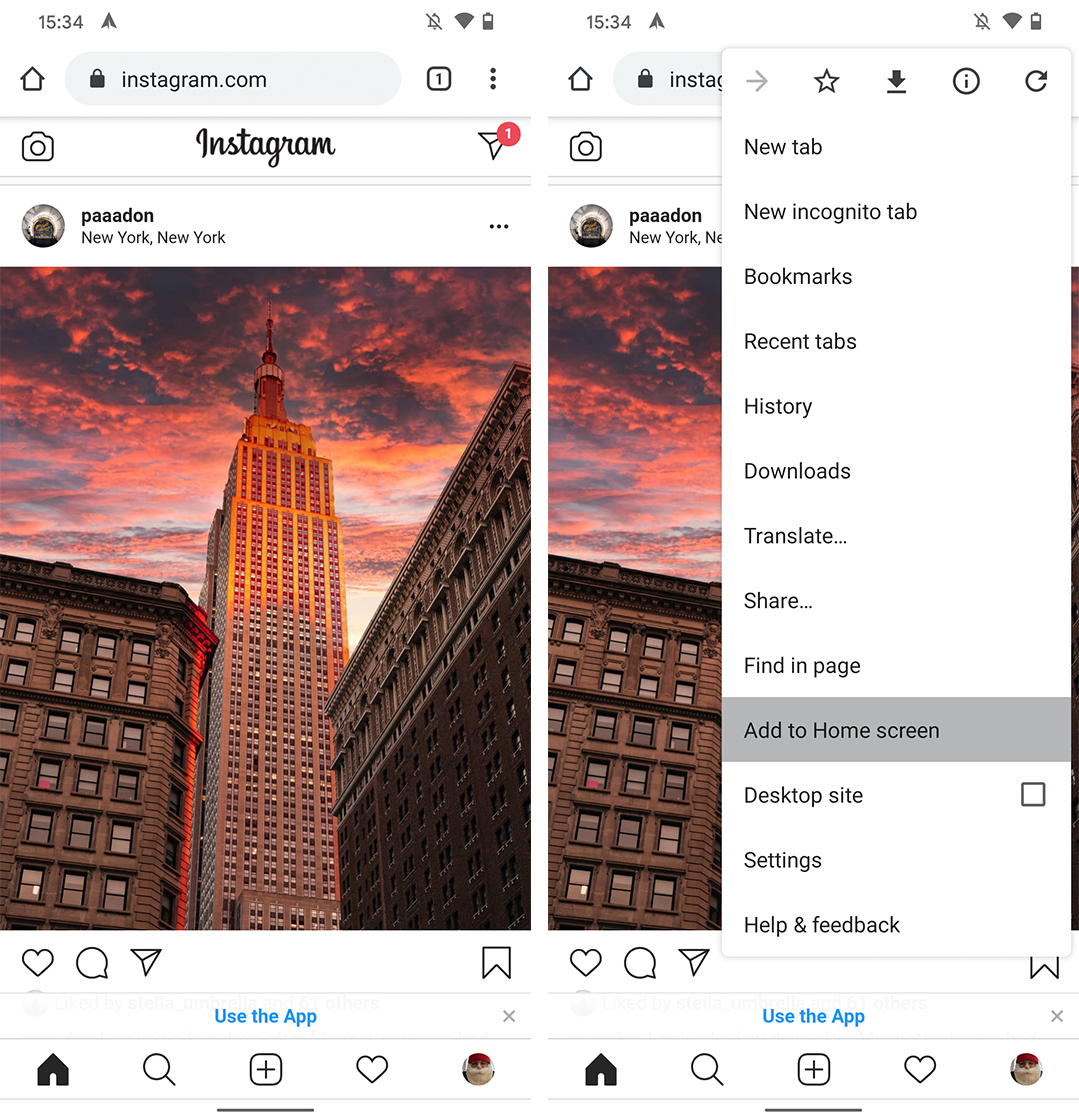 15:34
instagram.com
1
Instagram
1
paaadon
New York, New York
Liked by stella_umbrella and 61 others
Use the App
15:34
instag
paaadon
New York, Ne
New tab
New incognito tab
Bookmarks
Recent tabs
History
Downloads
Translate...
Share...
Find in page
Add to Home screen
Desktop site
Settings
Help & feedback
Liked by stella_umbrella and 61 others
Use the App